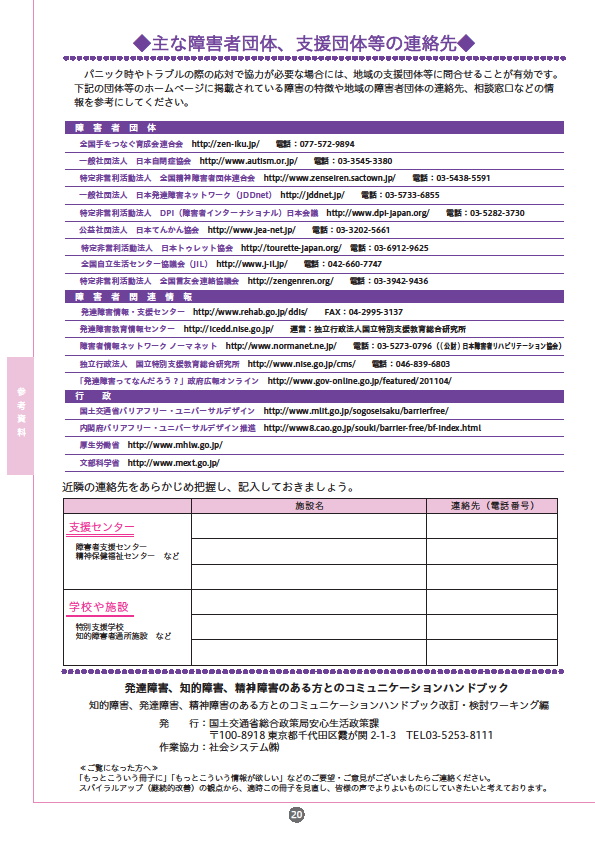 ◆主な障害者団体、支援団体等の連絡先◆
パニック時やトラブルの際の応対で協力が必要な場合には、地域の支援団体等に問合せることが有効です。
下記の団体等のホームページに掲載されている障害の特徴や地域の障害者団体の連絡先、相談窓口などの情
報を参考にしてください。
障害者団体
全国手をつなぐ育成会連合会　http://zen-iku.jp/　電話：077-572-9894
一般社団法人　日本自閉症協会　http://www.autism.or.jp/　電話：03-3545-3380
特定非営利活動法人　全国精神障害者団体連合会　http://www.zenseiren.sactown.jp/　電話：03-5438-5591
一般社団法人　日本発達障害ネットワーク（JDDnet）　http://jddnet.jp/　電話：03-5733-6855
特定非営利活動法人　DPI（障害者インターナショナル）日本会議　http://www.dpi-japan.org/　電話：03-5282-3730
公益社団法人　日本てんかん協会　http://www.jea-net.jp/　電話：03-3202-5661
特定非営利活動法人　日本トゥレット協会　http://tourette-japan.org/　電話：03-6912-9625
全国自立生活センター協議会（JIL）　http://www.j-il.jp/　電話：042-660-7747
特定非営利活動法人　全国言友会連絡協議会　http://zengenren.org/　電話：03-3942-9436
障害者関連情報
発達障害情報・支援センター　http://www.rehab.go.jp/ddis/　FAX：04-2995-3137
発達障害教育情報センター　http://icedd.nise.go.jp/　運営：独立行政法人国立特別支援教育総合研究所
障害者情報ネットワーク ノーマネット　http://www.normanet.ne.jp/　電話：03-5273-0796（（公財）日本障害者リハビリテーション協会）
独立行政法人　国立特別支援教育総合研究所　http://www.nise.go.jp/cms/　電話：046-839-6803
「発達障害ってなんだろう？」政府広報オンライン　http://www.gov-online.go.jp/featured/201104/
行　政
国土交通省バリアフリー・ユニバーサルデザイン　http://www.mlit.go.jp/sogoseisaku/barrierfree/
内閣府バリアフリー・ユニバーサルデザイン推進　http://www8.cao.go.jp/souki/barrier-free/bf-index.html
厚生労働省　http://www.mhlw.go.jp/
文部科学省　http://www.mext.go.jp/
参考資料
近隣の連絡先をあらかじめ把握し、記入しておきましょう。
施設名　連絡先（電話番号）
支援センター
障害者支援センター
精神保健福祉センター　など
学校や施設
特別支援学校
知的障害者通所施設　など
発達障害、知的障害、精神障害のある方とのコミュニケーションハンドブック
知的障害、発達障害、精神障害のある方とのコミュニケーションハンドブック改訂・検討ワーキング編
発　行：国土交通省総合政策局安心生活政策課
〒100-8918 東京都千代田区霞が関 2-1-3　TEL03-5253-8111
作業協力：社会システム㈱
≪ご覧になった方へ≫
「もっとこういう冊子に」「もっとこういう情報が欲しい」などのご要望・ご意見がございましたらご連絡ください。
スパイラルアップ（継続的改善）の観点から、適時この冊子を見直し、皆様の声でよりよいものにしていきたいと考えております。
20